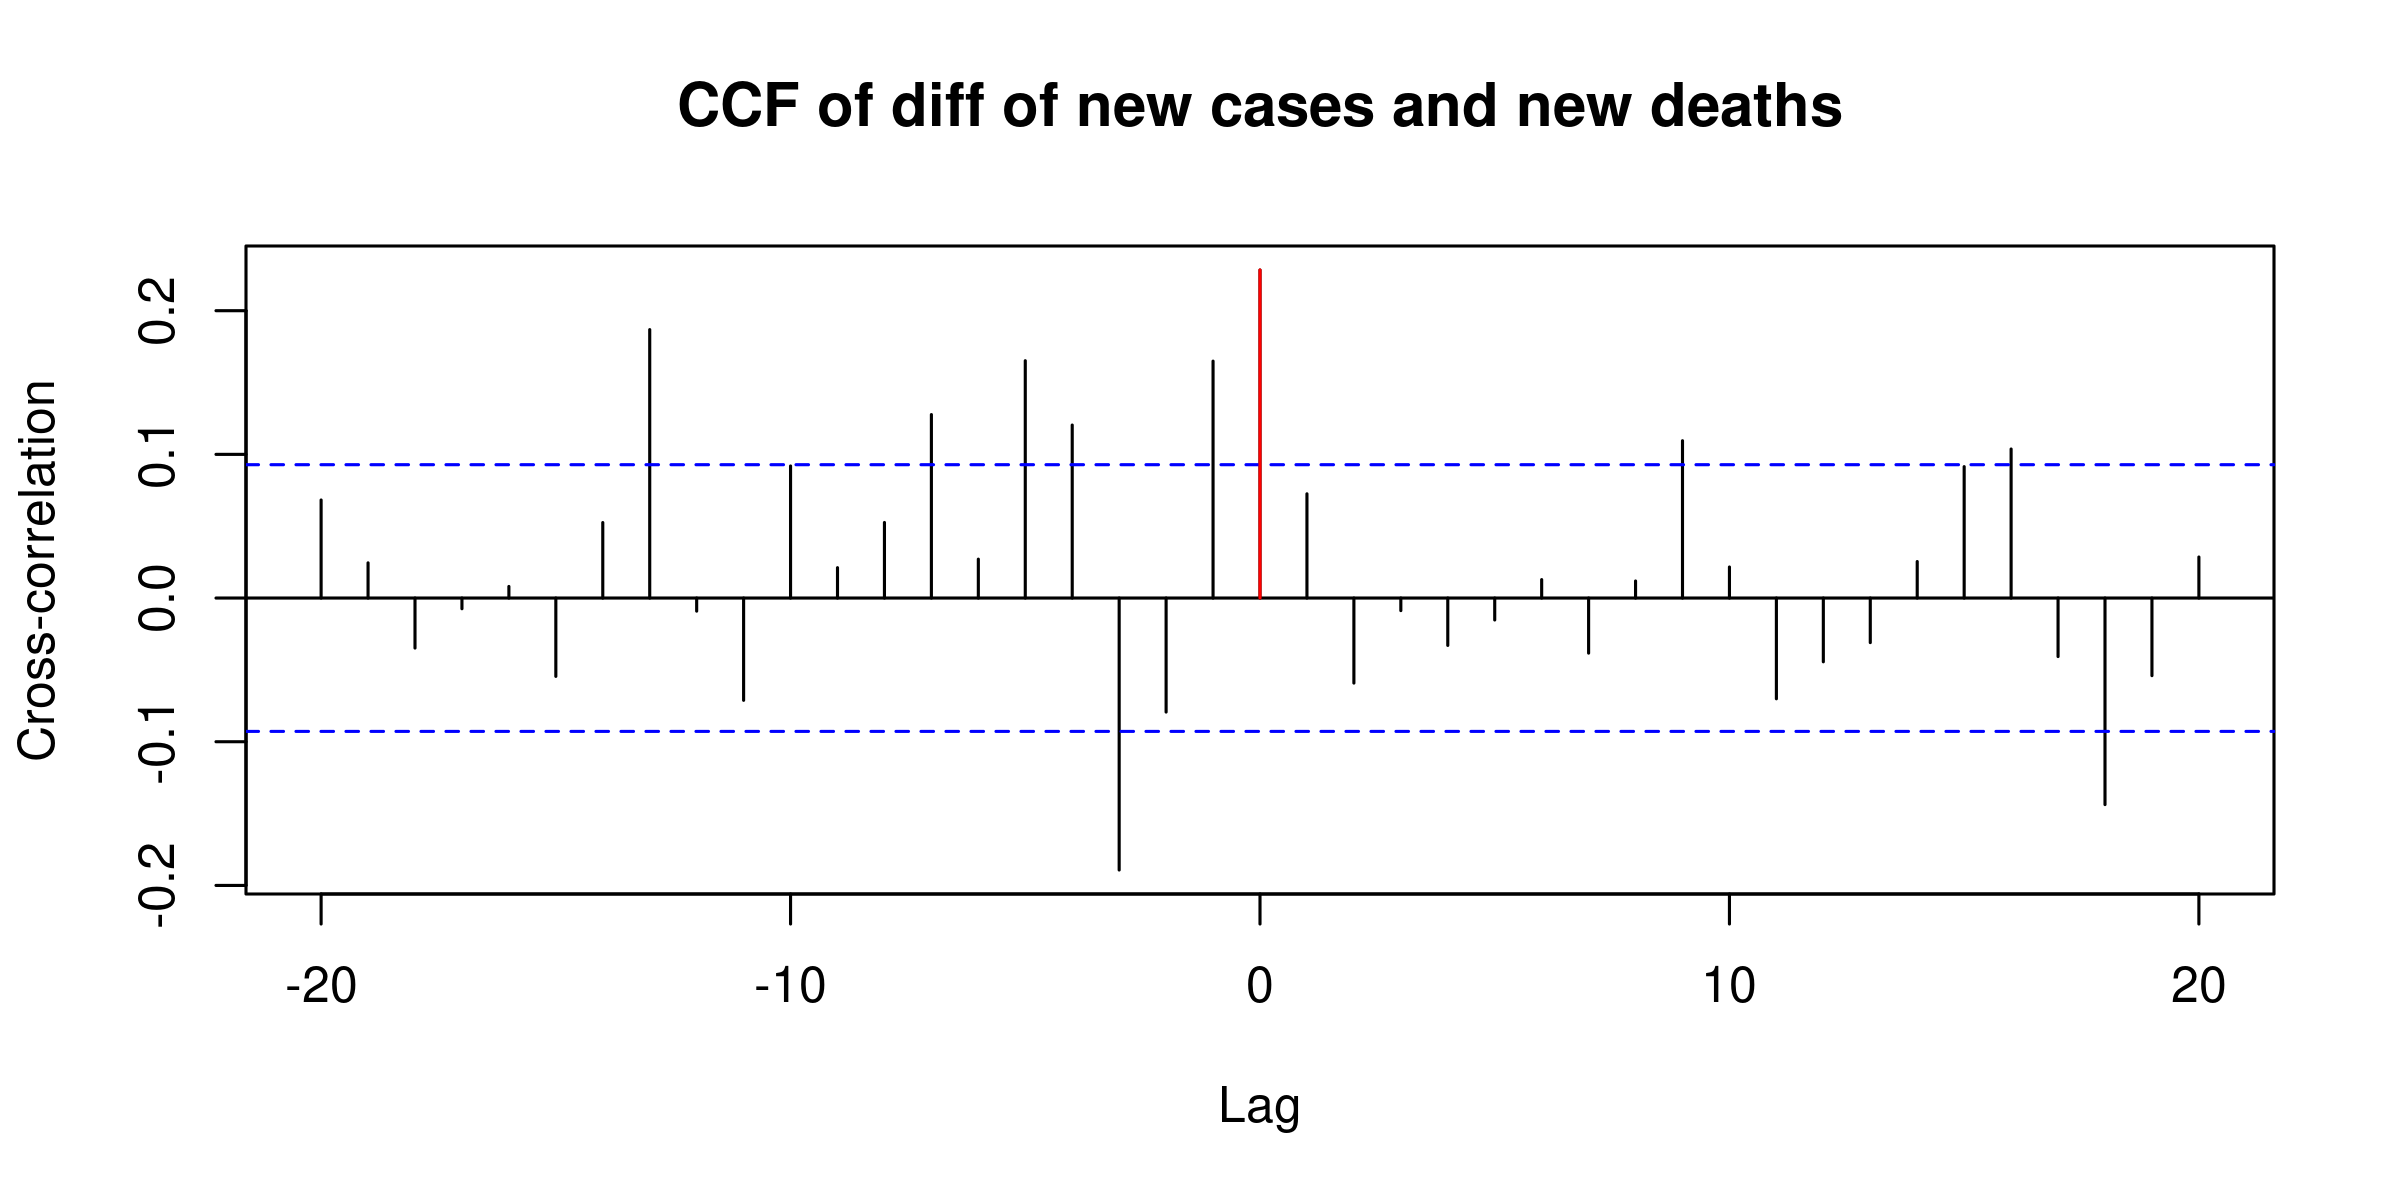 CCF of diff of new cases and new deaths
Cross-correlation
0.2
0.1
0.0
-0.1
-0.2
-20 -10 0 10 20
Lag